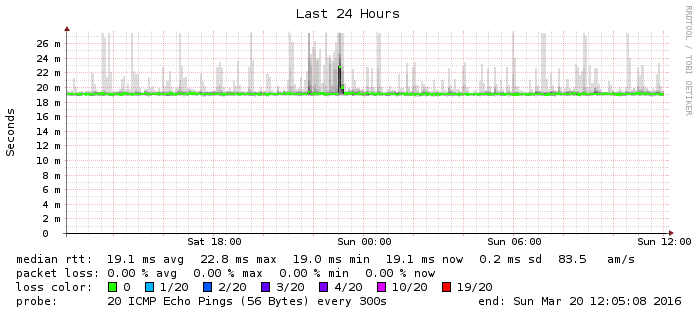 Last 24 Hours
RRDTOOL / TOBI OETIKER
Seconds
26 m
24 m
22 m
20 m
18 m
16 m
14 m
12 m
10 m
8 m
6 m
4 m
2 m
0
Sat 18:00 Sun 00:00 Sun 06:00 Sun 12:00
median rtt: 19.1 ms avg 22.8 ms max 19.0 ms min 19.1 ms now 0.2 ms sd 83.5 am/s
packet loss: 0.00 % avg 0.00 % max 0.00 % min 0.00 % now
loss color: 0 1/20 2/20 3/20 4/20 10/20 19/20
probe: 20 ICMP Echo Pings (56 Bytes) every 300s end: Sun Mar 20 12:05:08 2016